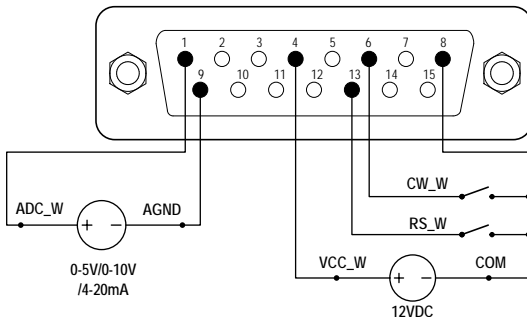 1 2 3 4 5 6 7 8
9 10 11 12 13 14 15
CW_W
ADC_W AGND
RS_W
0-5V/0-10V
/4-20mA
VCC_W COM
12VDC